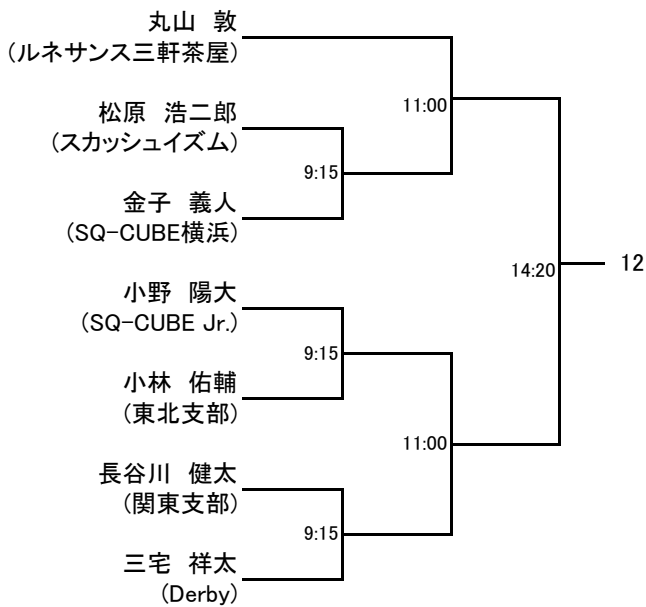 丸山　敦
(ルネサンス三軒茶屋)
11:00
松原　浩二郎
(スカッシュイズム)
9:15
金子　義人
(SQ-CUBE横浜)
14:20
12
小野　陽大
(SQ-CUBE Jr.)
9:15
小林　佑輔
(東北支部)
11:00
長谷川　健太
(関東支部)
9:15
三宅　祥太
(Derby)